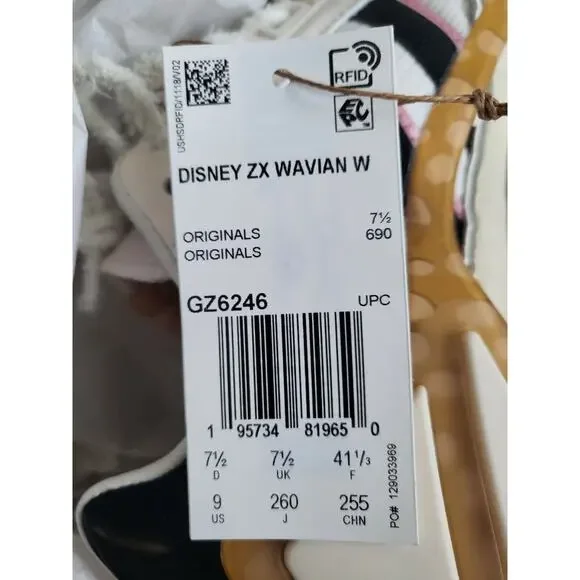 USHSDRFID/1118/V02
RFID
EPC
DISNEY ZX WAVIAN W
7½
ORIGINALS 690
ORIGINALS
GZ6246 UPC
1 95734 81965 0
7½ 7½ 41⅓
D UK F
9 260 255
US J CHN
PO# 129033969